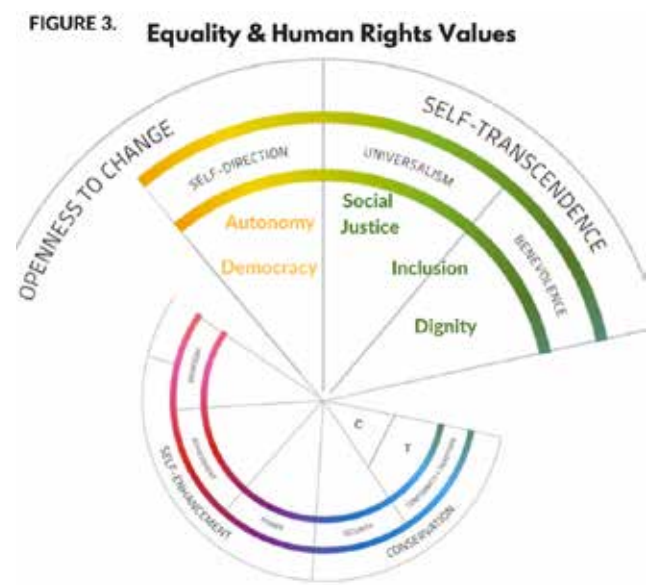 FIGURE 3.
Equality & Human Rights Values
OPENNESS TO CHANGE
SELF-TRANSCENDENCE
SELF-DIRECTION
UNIVERSALISM
BENEVOLENCE
Autonomy
Democracy
Social
Justice
Inclusion
Dignity
C
T
SELF-ENHANCEMENT
POWER
SECURITY
CONSERVATION